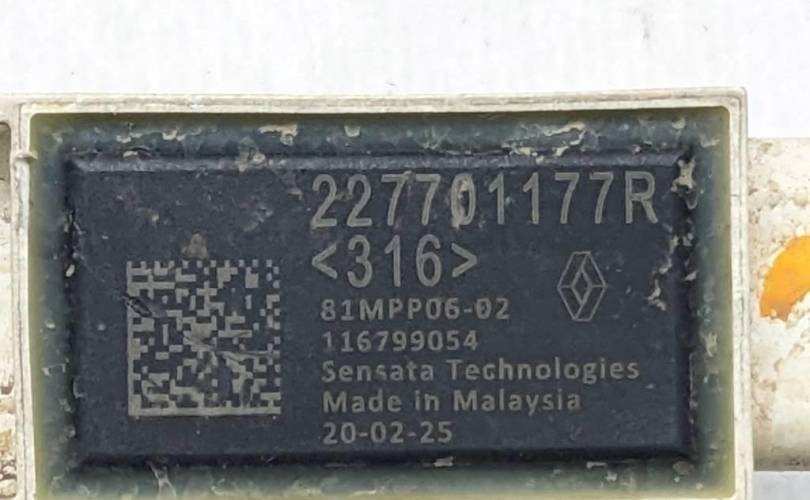 227701177R
<316>
81MPP06-02
116799054
Sensata Technologies
Made in Malaysia
20-02-25